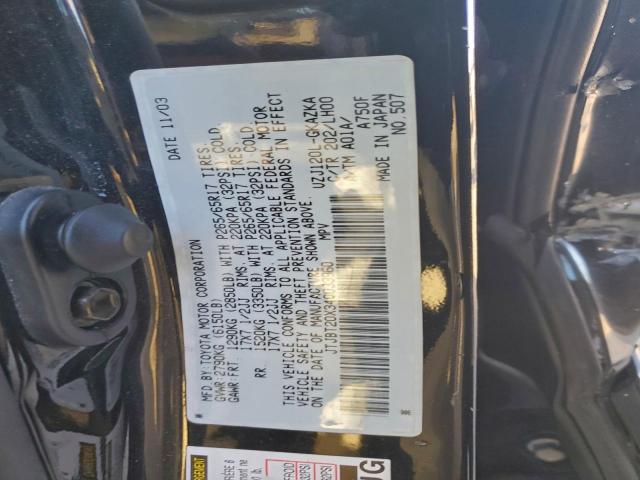 MFD.BY:TOYOTA MOTOR CORPORATION DATE 11/03
GVWR:2790KG (6150LB)
GAWR FRT. 1290KG (2850LB) WITH P265/65R17 TIRES,
17X7 1/2JJ RIMS, AT 220KPA (32PSI) COLD.
RR 1520KG (3350LB) WITH P265/65R17 TIRES,
17X7 1/2JJ RIMS, AT 220KPA (32PSI) COLD.
THIS VEHICLE CONFORMS TO ALL APPLICABLE FEDERAL MOTOR
VEHICLE SAFETY AND THEFT PREVENTION STANDARDS IN EFFECT
ON THE DATE OF MANUFACTURE SHOWN ABOVE.
MPV
UZJ120L-GKAZKA
C/TR 202/LH00
A/TM A01A/
A750F
MADE IN JAPAN
NO.507